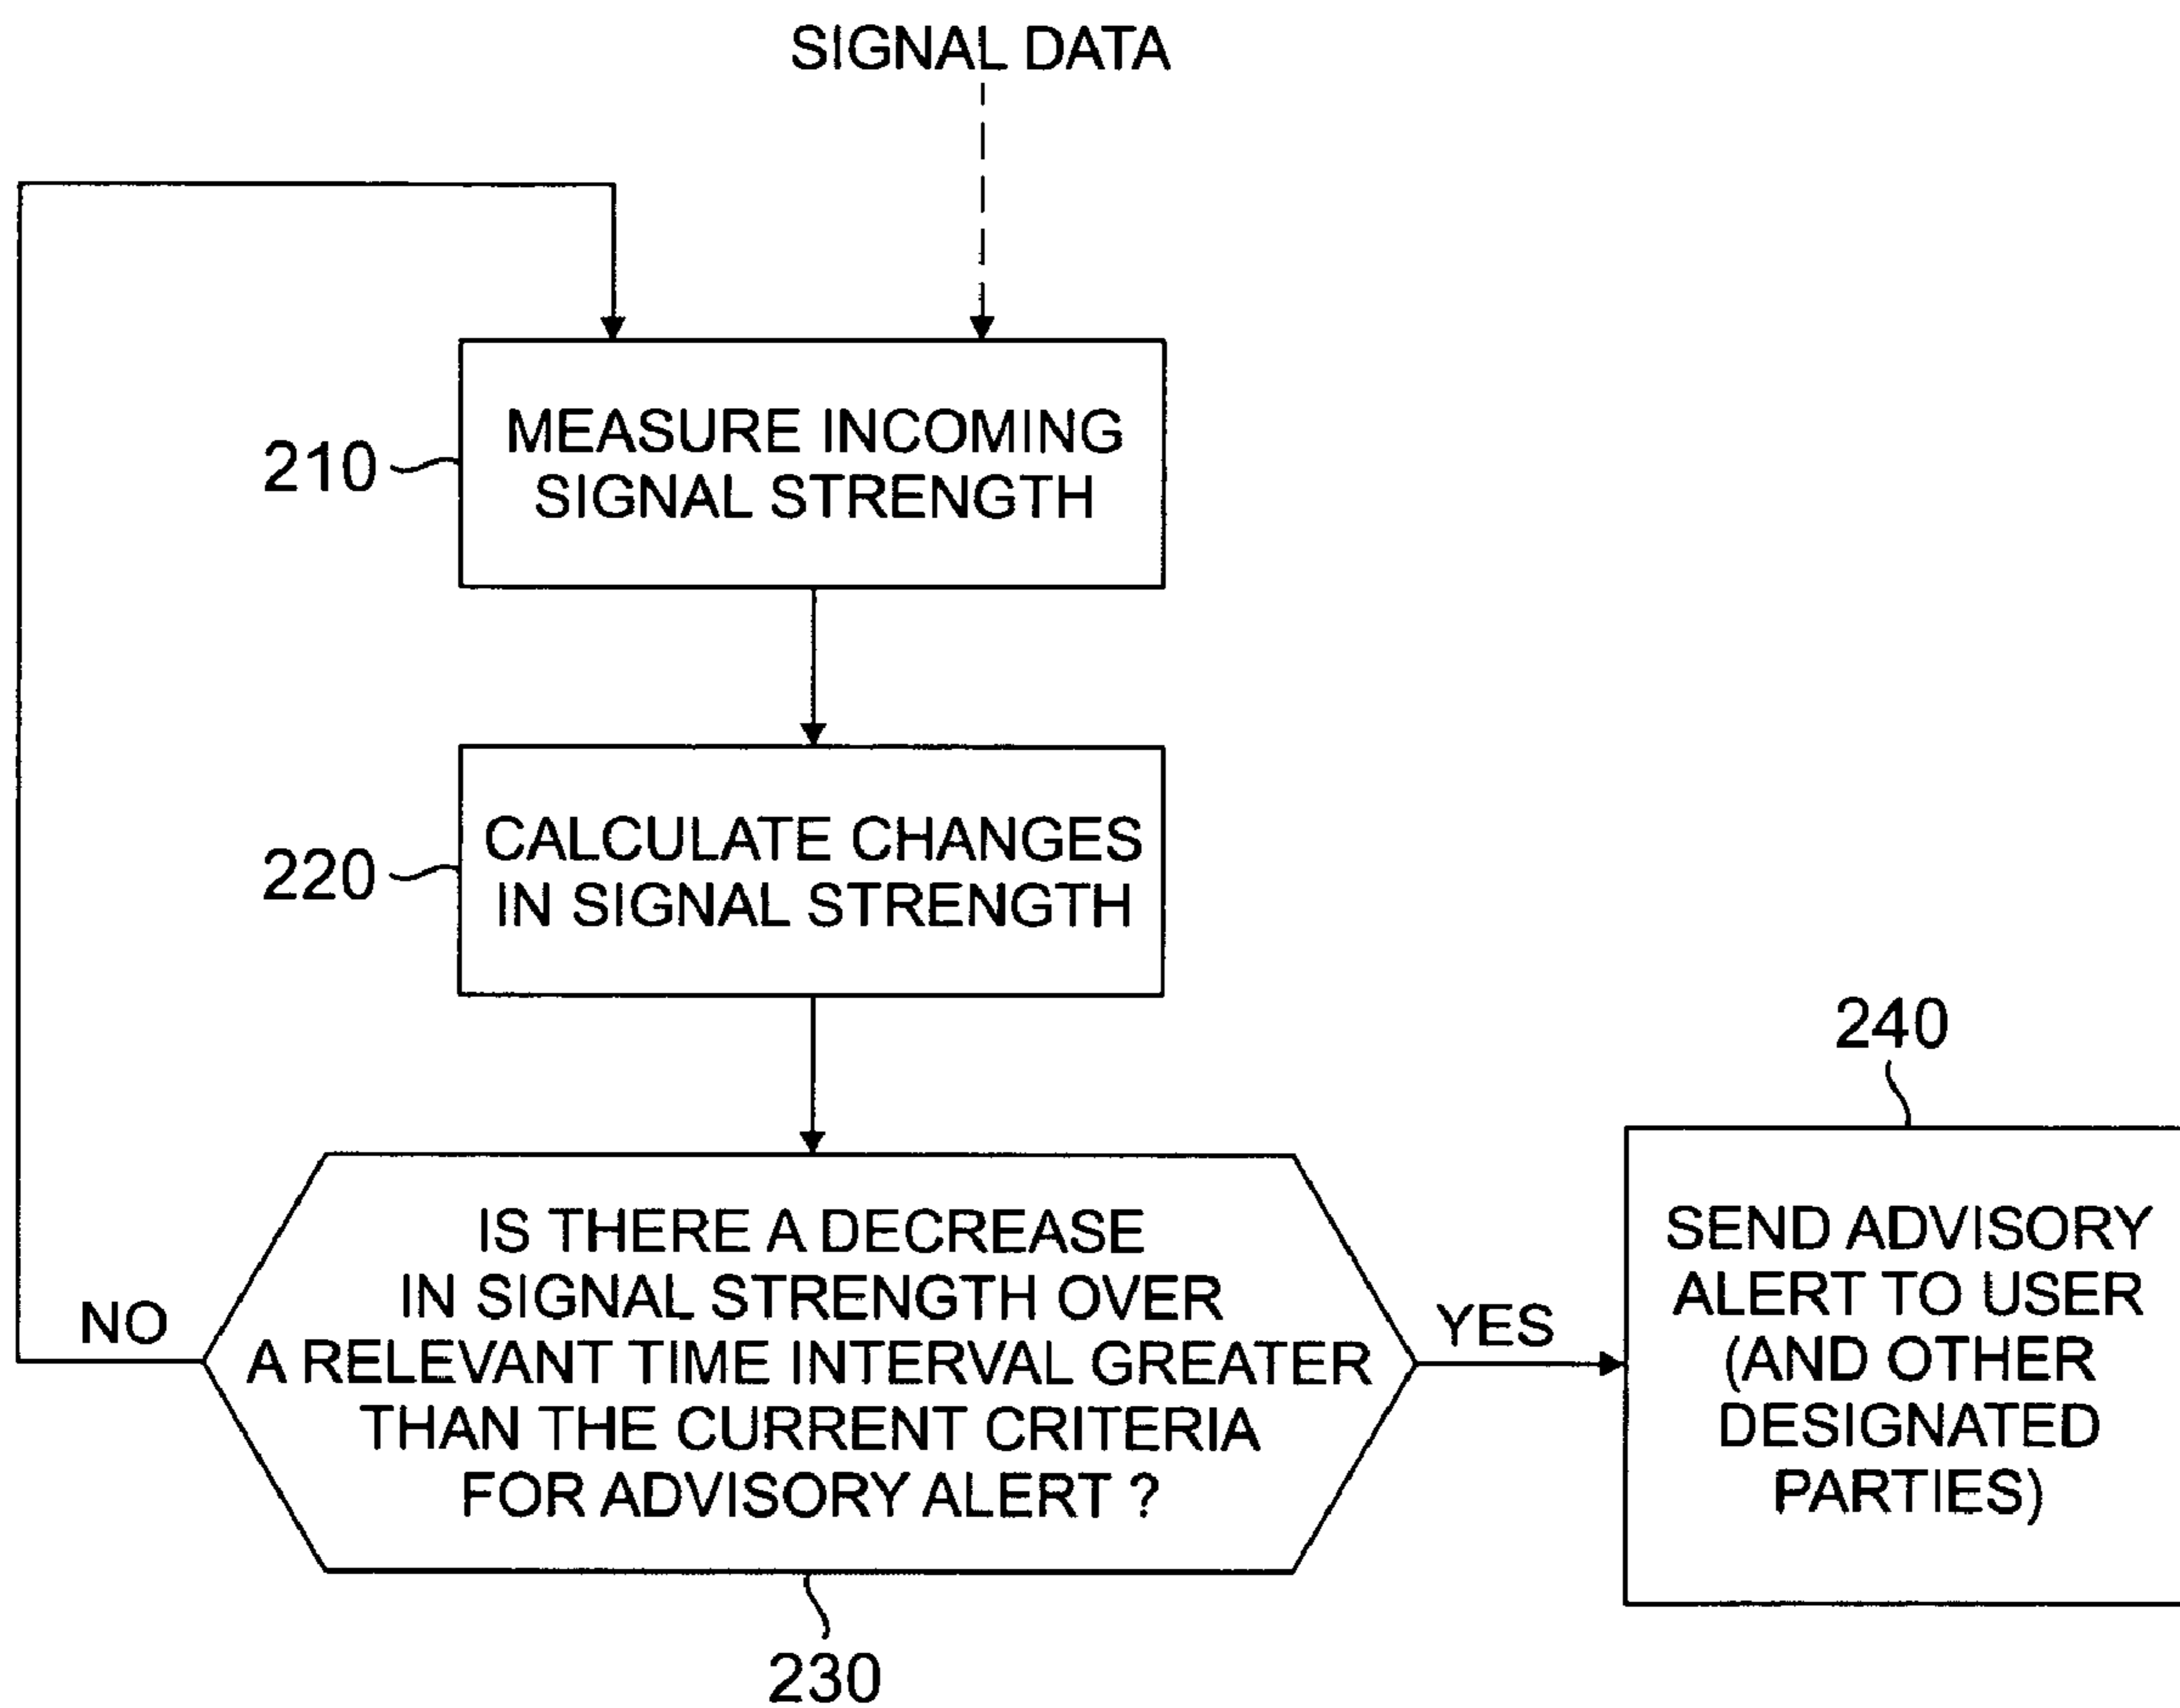 SIGNAL DATA
210
MEASURE INCOMING
SIGNAL STRENGTH
220
CALCULATE CHANGES
IN SIGNAL STRENGTH
NO
IS THERE A DECREASE
IN SIGNAL STRENGTH OVER
A RELEVANT TIME INTERVAL GREATER
THAN THE CURRENT CRITERIA
FOR ADVISORY ALERT ?
230
YES
240
SEND ADVISORY
ALERT TO USER
(AND OTHER
DESIGNATED
PARTIES)